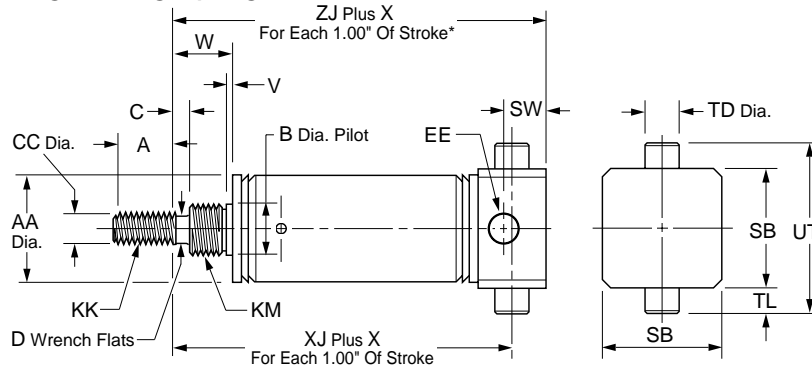 ZJ Plus X
For Each 1.00" Of Stroke*
W
V
C
SW
TD Dia.
B Dia. Pilot
EE
CC Dia.
A
AA
Dia.
SB
UT
TL
KK
KM
D Wrench Flats
XJ Plus X
For Each 1.00" Of Stroke
SB